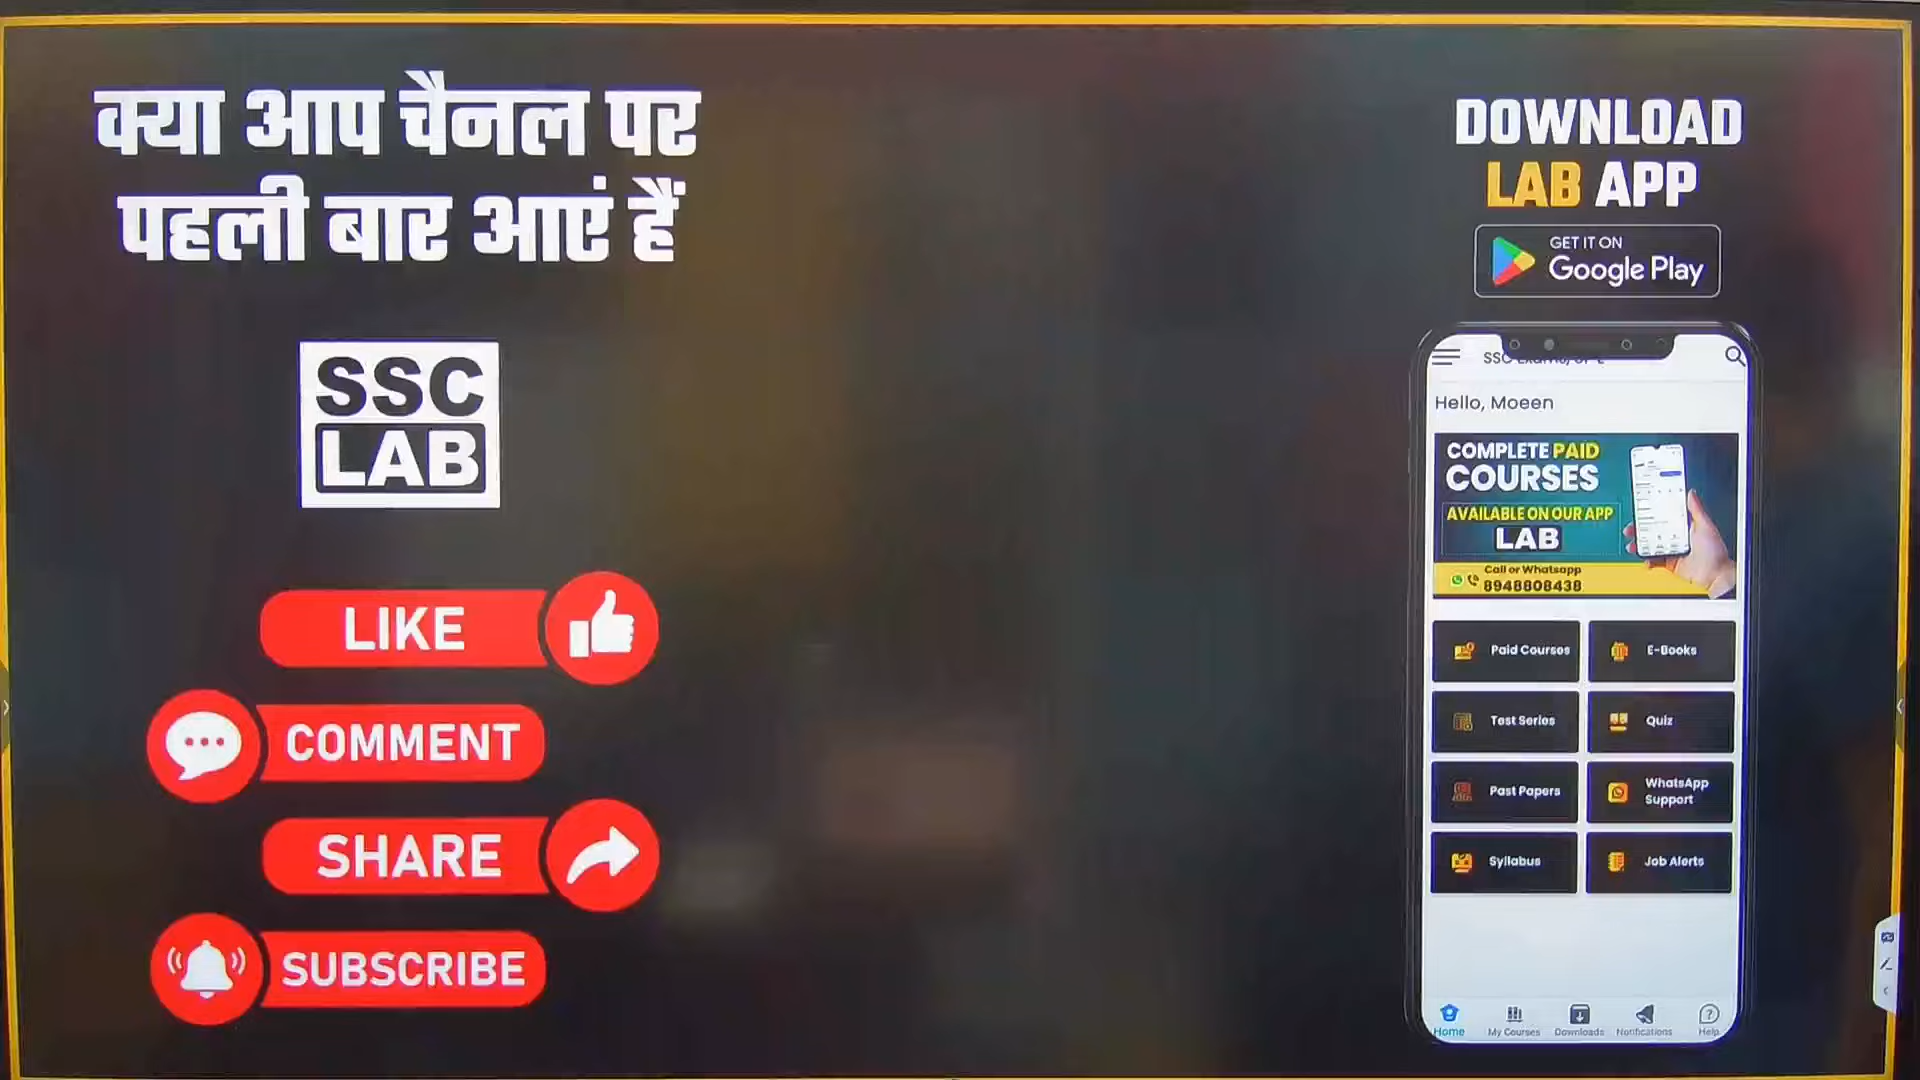 क्या आप चैनल पर
पहली बार आएं हैं
SSC
LAB
LIKE
COMMENT
SHARE
SUBSCRIBE
DOWNLOAD
LAB APP
GET IT ON
Google Play
Hello, Moeen
COMPLETE PAID
COURSES
AVAILABLE ON OUR APP
LAB
Call or Whatsapp
8948808438
Paid Courses
E-Books
Test Series
Quiz
Past Papers
WhatsApp
Support
Syllabus
Job Alerts
Home
My Courses
Downloads
Notifications
Help